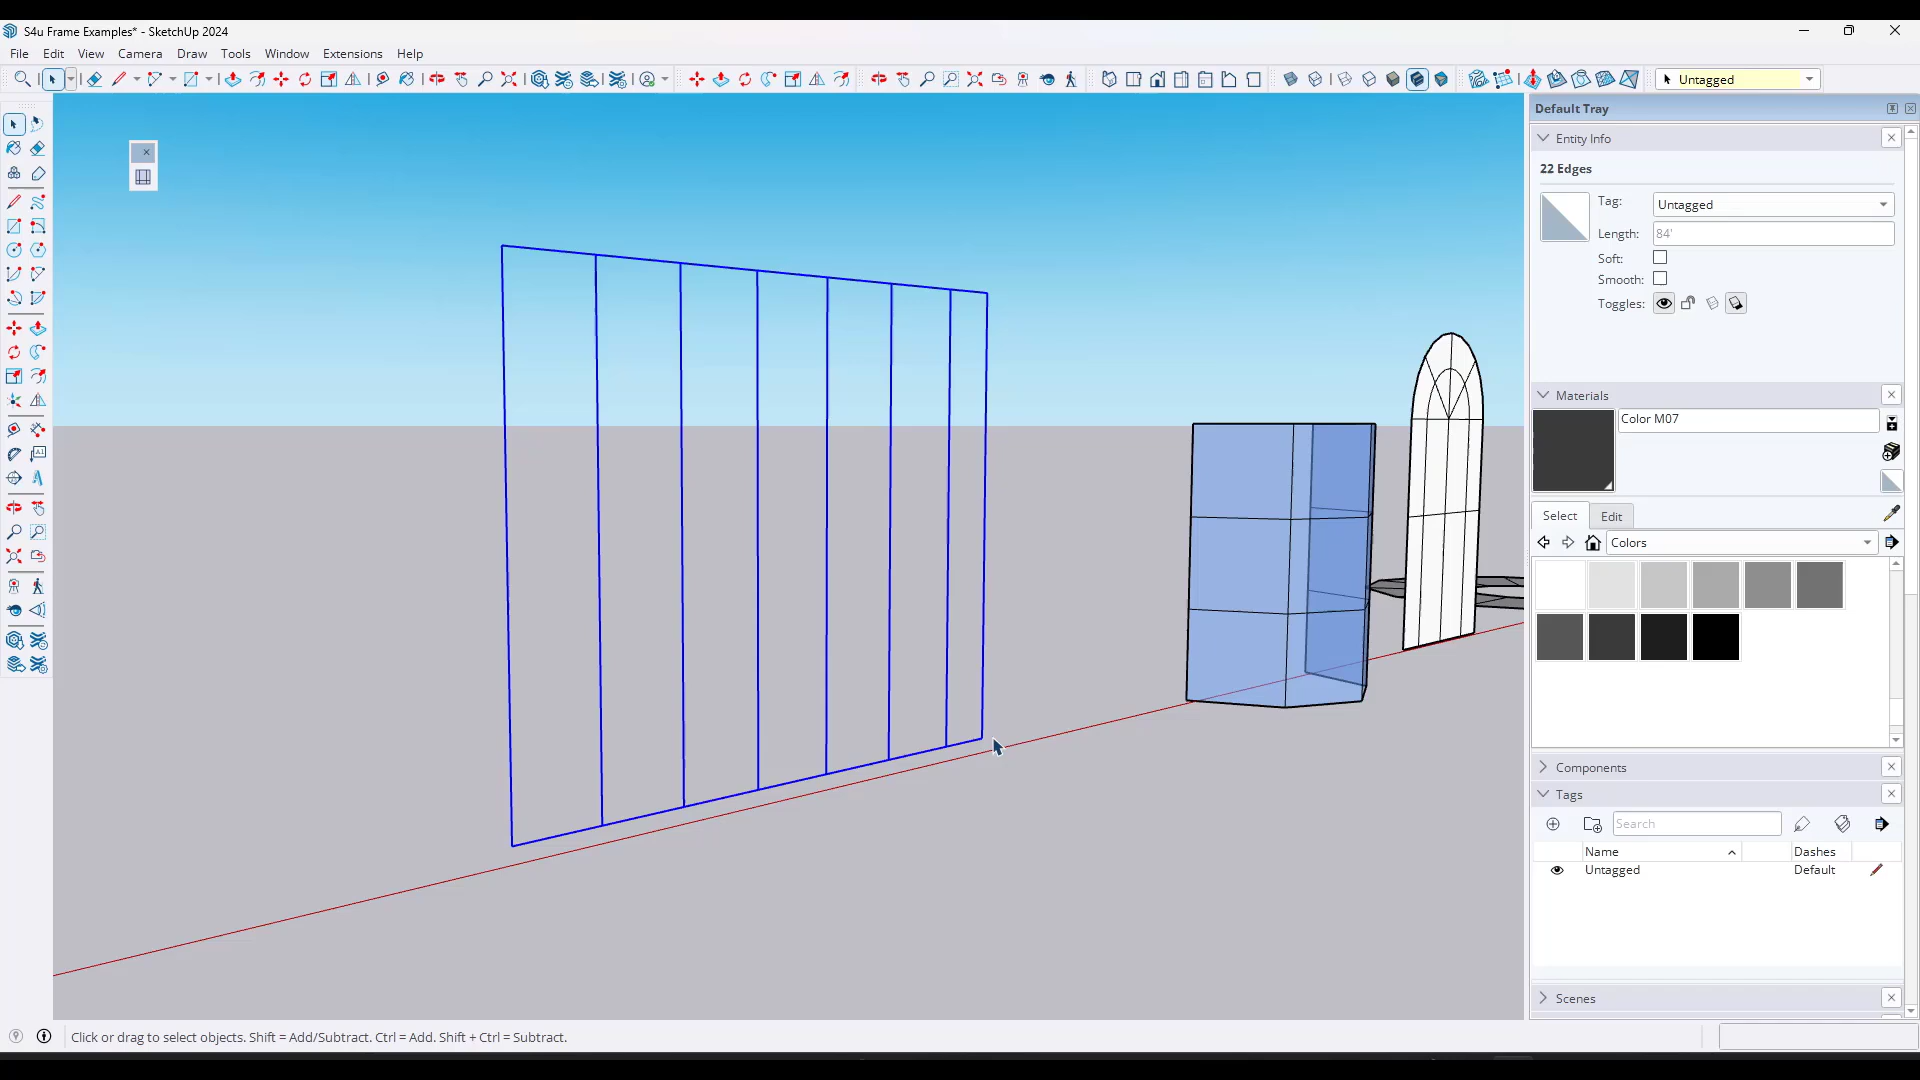 S4u Frame Examples* - SketchUp 2024
File Edit View Camera Draw Tools Window Extensions Help
Untagged
Default Tray
Entity Info
22 Edges
Tag: Untagged
Length: 84'
Soft:
Smooth:
Toggles:
Materials
Color M07
Select Edit
Colors
Components
Tags
Search
Name Dashes
Untagged Default
Scenes
Click or drag to select objects. Shift = Add/Subtract. Ctrl = Add. Shift + Ctrl = Subtract.